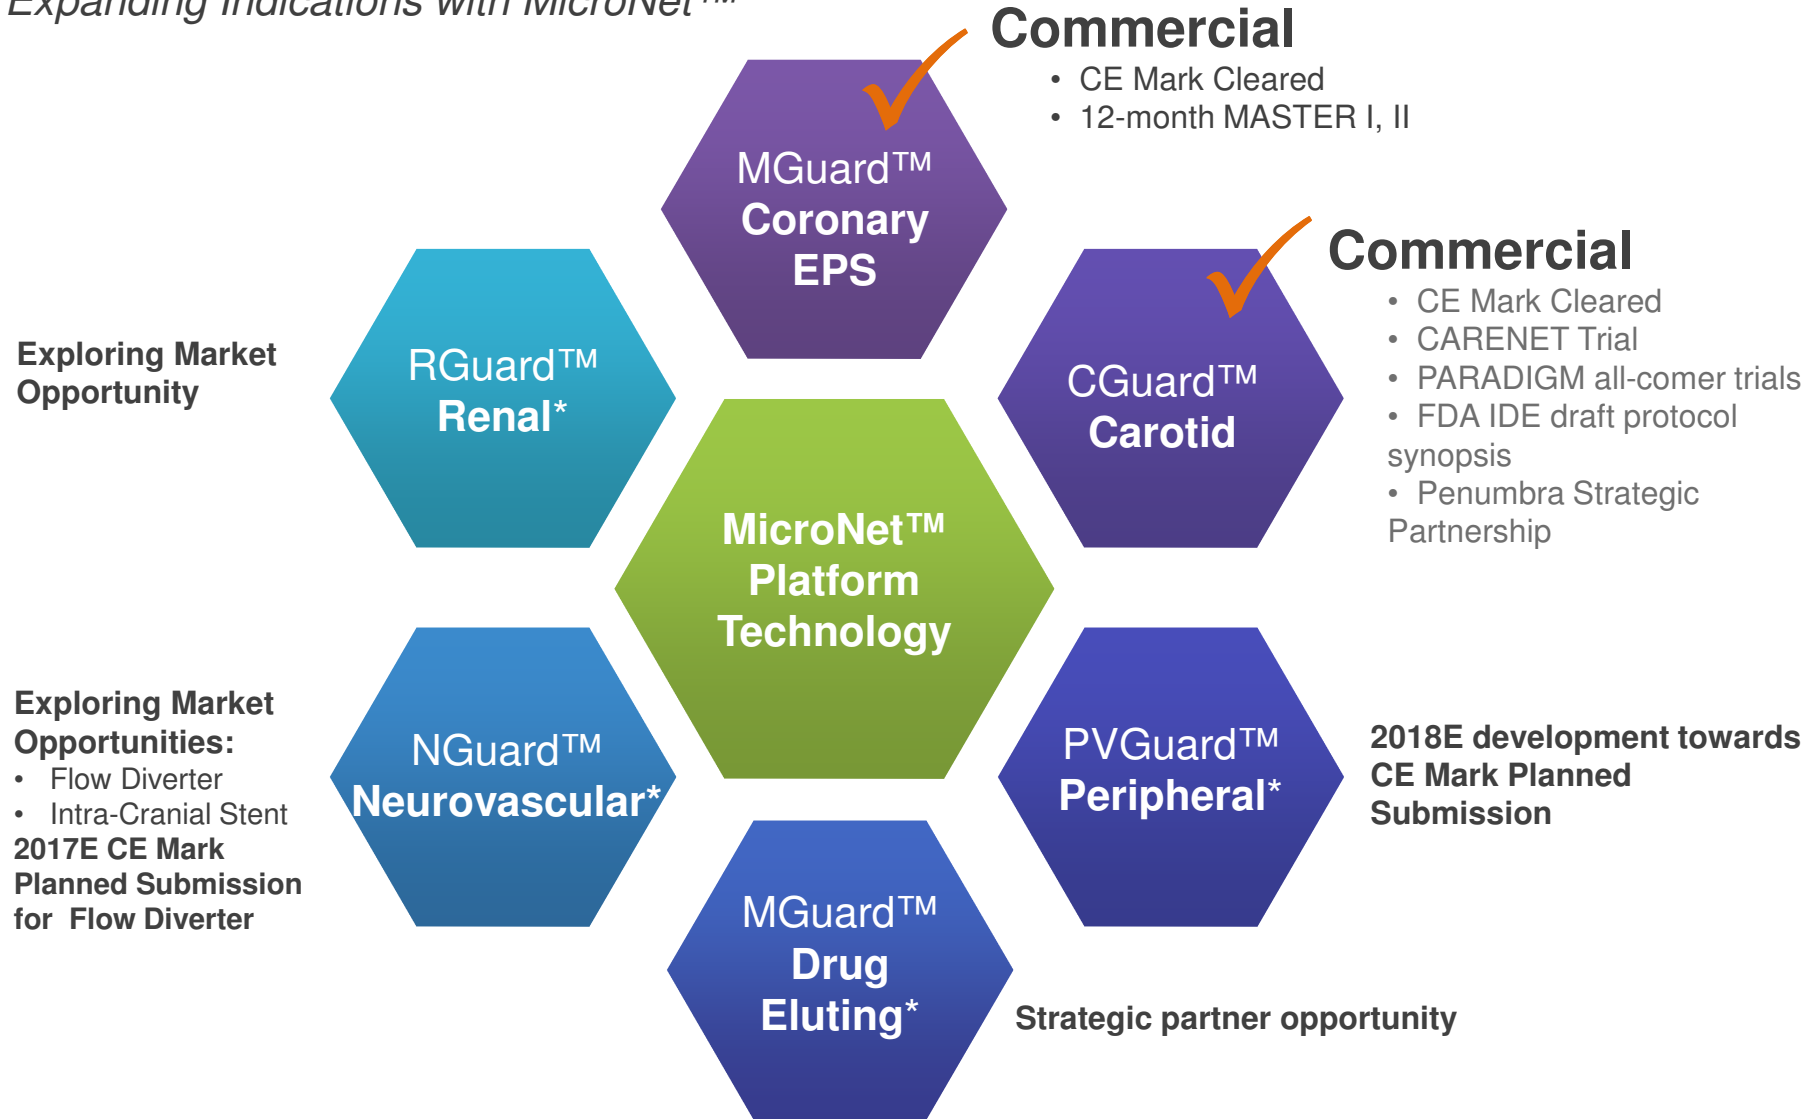 Expanding Indications with MicroNet™
Commercial
• CE Mark Cleared
• 12-month MASTER I, II
MGuard™
Coronary
EPS
Commercial
• CE Mark Cleared
• CARENET Trial
• PARADIGM all-comer trials
• FDA IDE draft protocol
synopsis
• Penumbra Strategic
Partnership
CGuard™
Carotid
Exploring Market
Opportunity
RGuard™
Renal*
MicroNet™
Platform
Technology
Exploring Market
Opportunities:
• Flow Diverter
• Intra-Cranial Stent
2017E CE Mark
Planned Submission
for Flow Diverter
NGuard™
Neurovascular*
PVGuard™
Peripheral*
2018E development towards
CE Mark Planned
Submission
MGuard™
Drug
Eluting*
Strategic partner opportunity